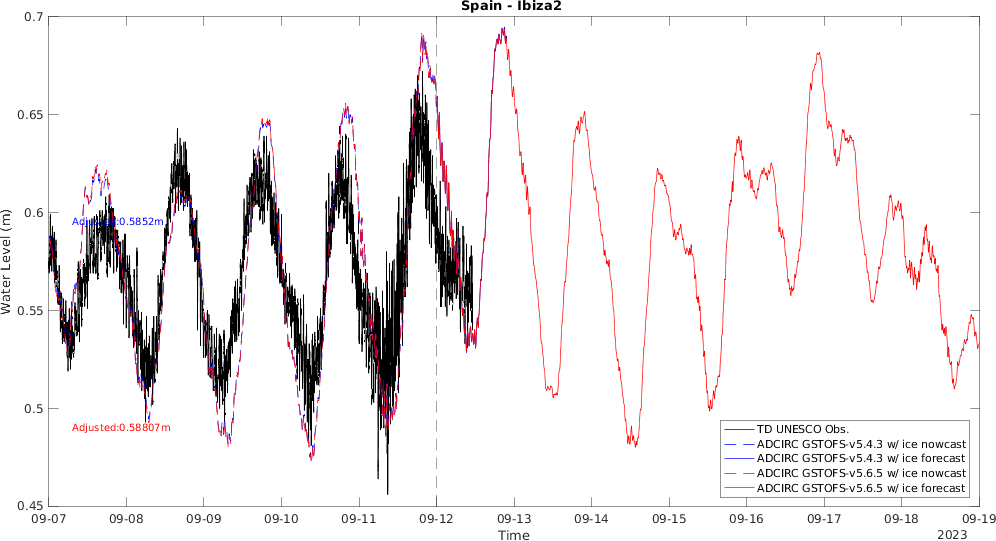 Spain - Ibiza2
0.7
0.65
0.6
0.55
0.5
0.45
Water Level (m)
Adjusted:0.5852m
Adjusted:0.58807m
TD UNESCO Obs.
ADCIRC GSTOFS-v5.4.3 w/ ice nowcast
ADCIRC GSTOFS-v5.4.3 w/ ice forecast
ADCIRC GSTOFS-v5.6.5 w/ ice nowcast
ADCIRC GSTOFS-v5.6.5 w/ ice forecast
09-07 09-08 09-09 09-10 09-11 09-12 09-13 09-14 09-15 09-16 09-17 09-18 09-19
Time
2023